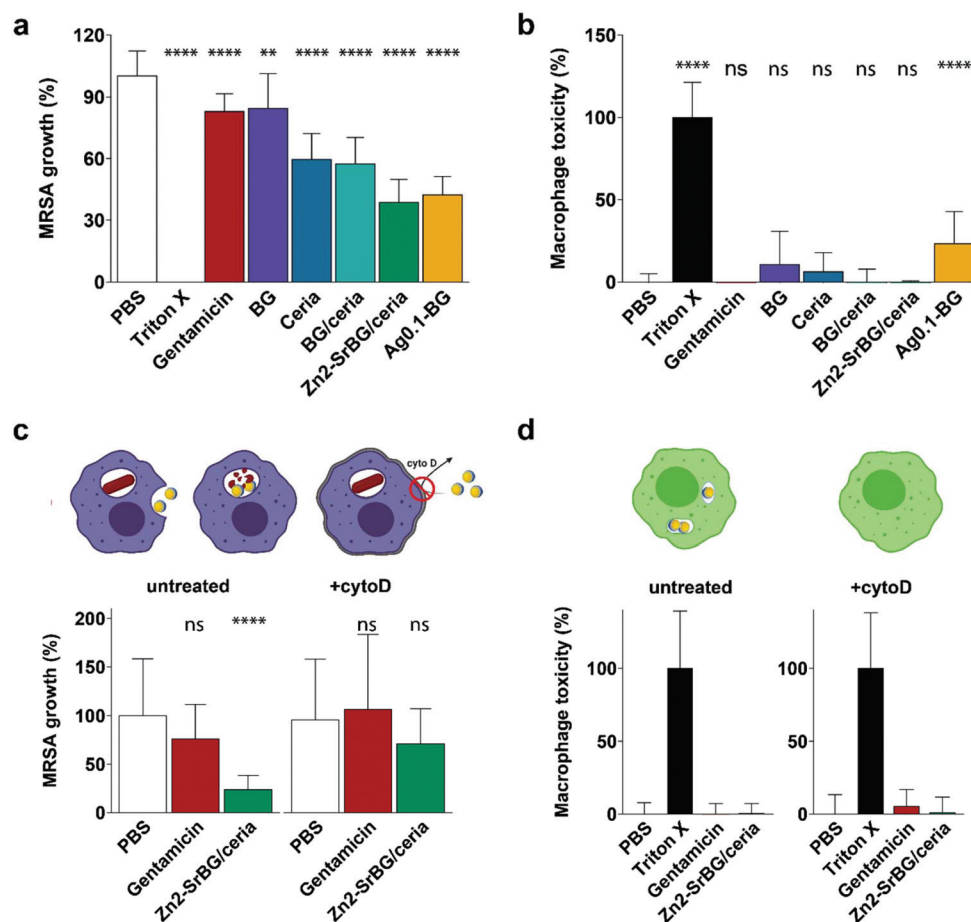 a
MRSA growth (%)
120
90
60
30
0
**** **** ** **** **** **** ****
PBS
Triton X
Gentamicin
BG
Ceria
BG/ceria
Zn2-SrBG/ceria
Ag0.1-BG
b
Macrophage toxicity (%)
150
100
50
0
**** ns ns ns ns ns ****
PBS
Triton X
Gentamicin
BG
Ceria
BG/ceria
Zn2-SrBG/ceria
Ag0.1-BG
c
cyto D
untreated +cytoD
MRSA growth (%)
200
150
100
50
0
ns **** ns ns
PBS
Gentamicin
Zn2-SrBG/ceria
PBS
Gentamicin
Zn2-SrBG/ceria
d
untreated +cytoD
Macrophage toxicity (%)
100
50
0
PBS
Triton X
Gentamicin
Zn2-SrBG/ceria
100
50
0
PBS
Triton X
Gentamicin
Zn2-SrBG/ceria